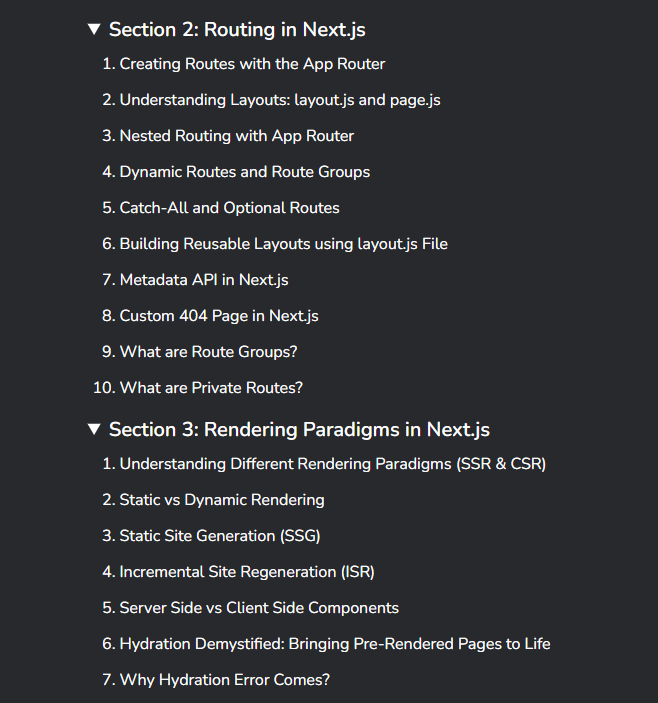 Section 2: Routing in Next.js
1. Creating Routes with the App Router
2. Understanding Layouts: layout.js and page.js
3. Nested Routing with App Router
4. Dynamic Routes and Route Groups
5. Catch-All and Optional Routes
6. Building Reusable Layouts using layout.js File
7. Metadata API in Next.js
8. Custom 404 Page in Next.js
9. What are Route Groups?
10. What are Private Routes?
Section 3: Rendering Paradigms in Next.js
1. Understanding Different Rendering Paradigms (SSR & CSR)
2. Static vs Dynamic Rendering
3. Static Site Generation (SSG)
4. Incremental Site Regeneration (ISR)
5. Server Side vs Client Side Components
6. Hydration Demystified: Bringing Pre-Rendered Pages to Life
7. Why Hydration Error Comes?